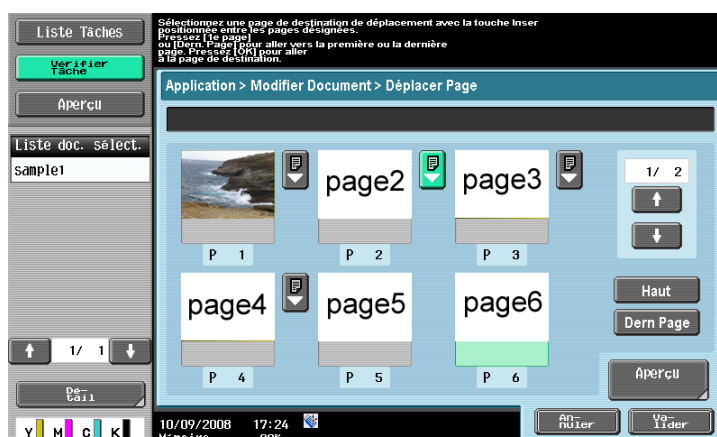 Liste Tâches
Vérifier
Tâche
Aperçu
Liste doc. sélect.
sample1
1/ 1
Dé-
tail
Y M C K
Sélectionnez une page de destination de déplacement avec la touche Inser
positionnée entre les pages désignées.
Pressez [1e page]
ou [Dern. Page] pour aller vers la première ou la dernière
page. Pressez [OK] pour aller
à la page de destination.
Application > Modifier Document > Déplacer Page
page2
page3
P 1
P 2
P 3
page4
page5
page6
P 4
P 5
P 6
1/ 2
Haut
Dern Page
Aperçu
10/09/2008 17:24
An-
nuler
Va-
lider